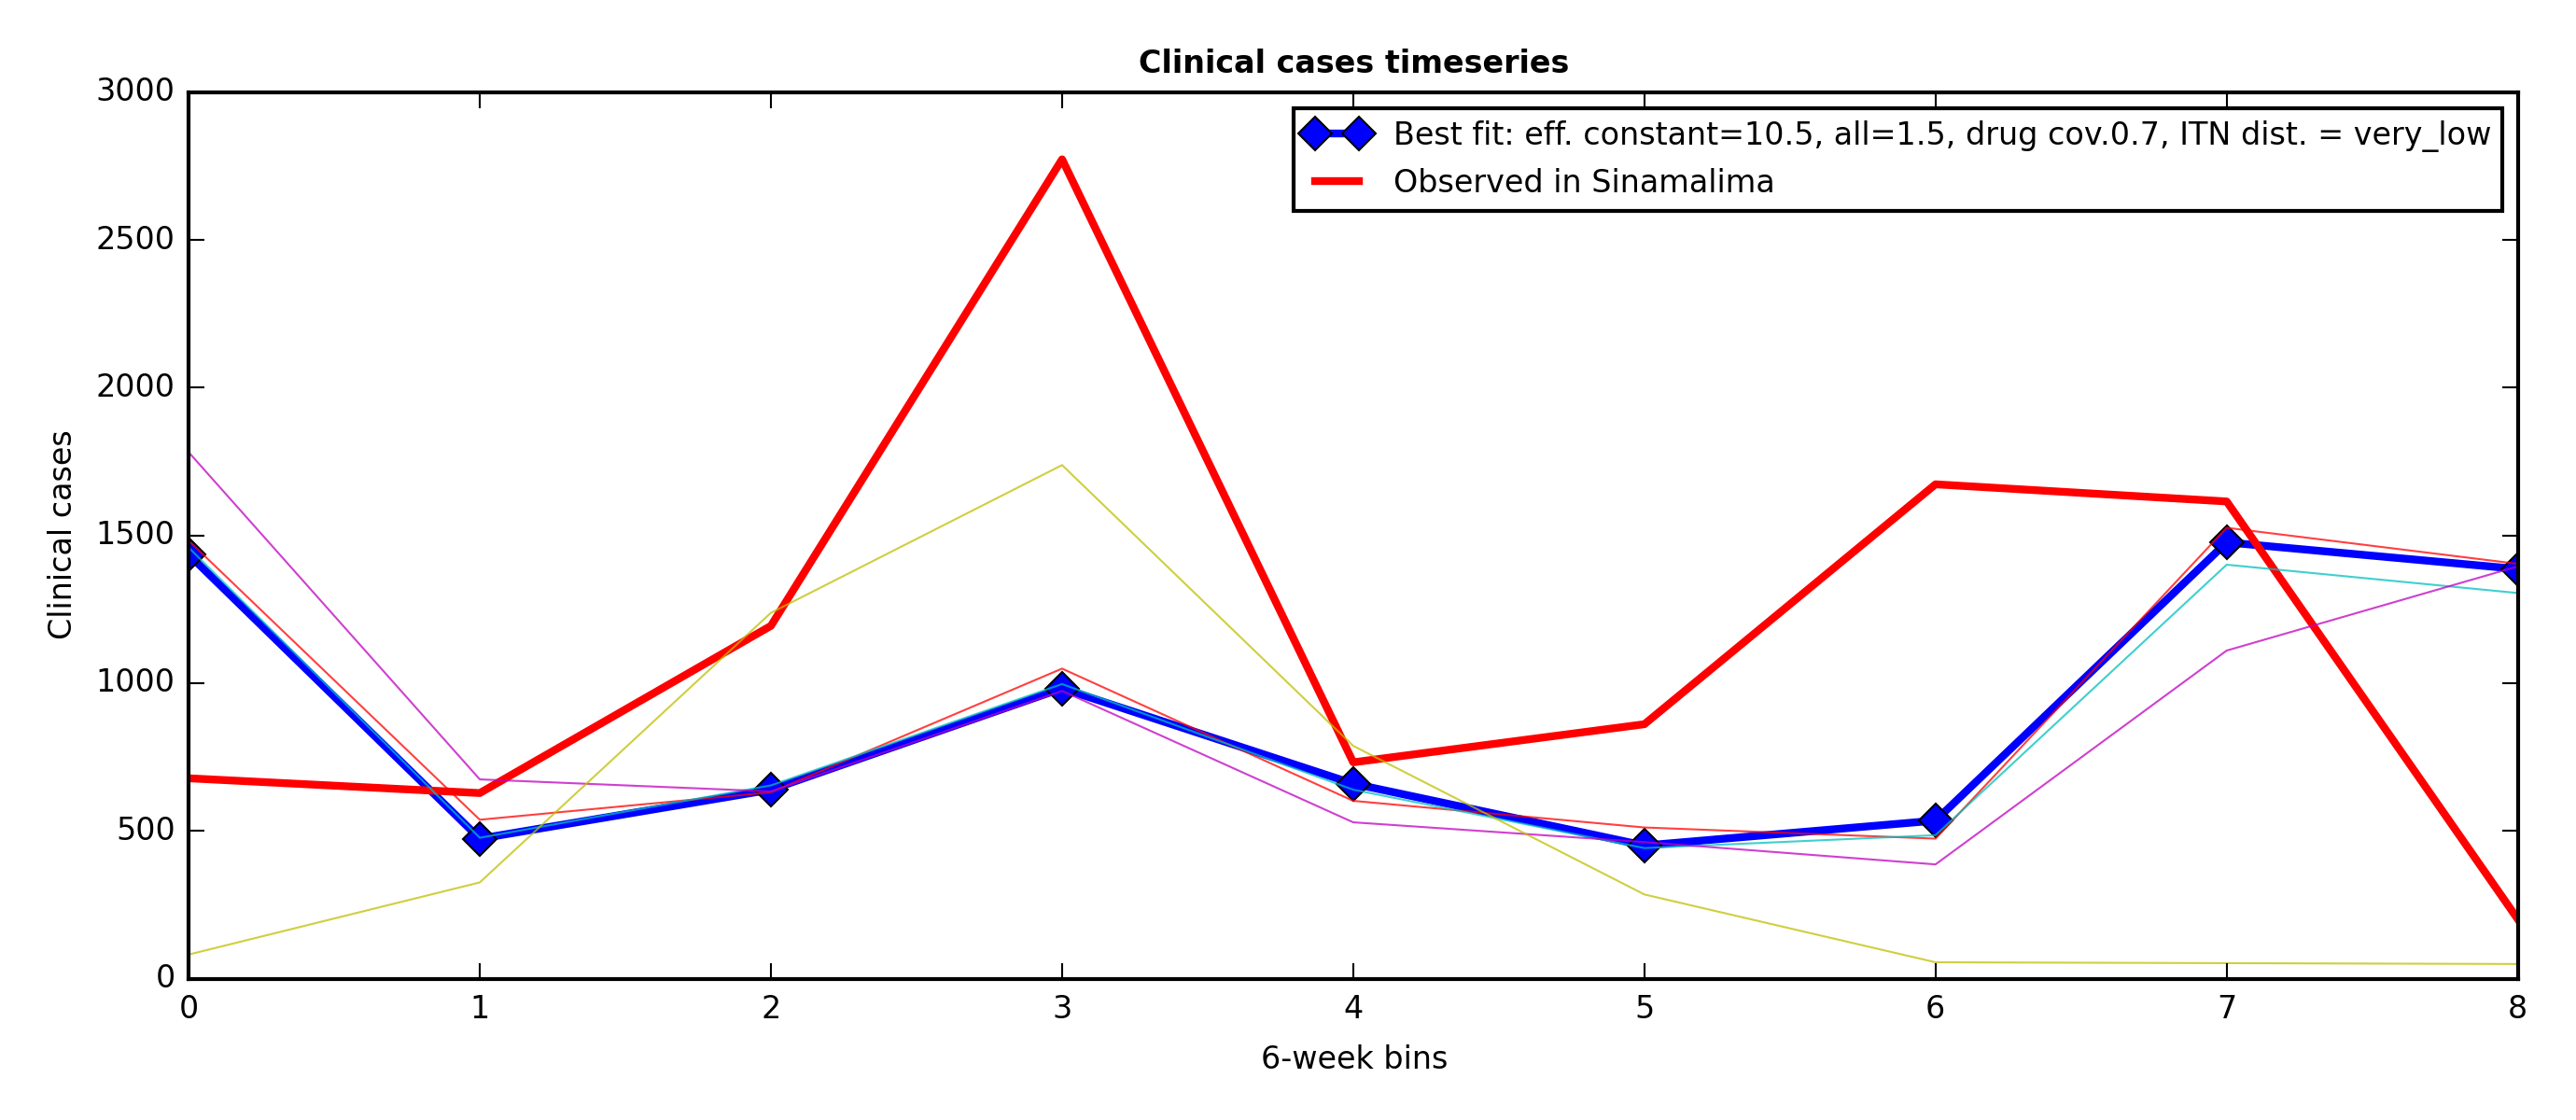 Clinical cases timeseries
3000
2500
2000
1500
1000
500
0
Clinical cases
Best fit: eff. constant=10.5, all=1.5, drug cov.0.7, ITN dist. = very_low
Observed in Sinamalima
0 1 2 3 4 5 6 7 8
6-week bins